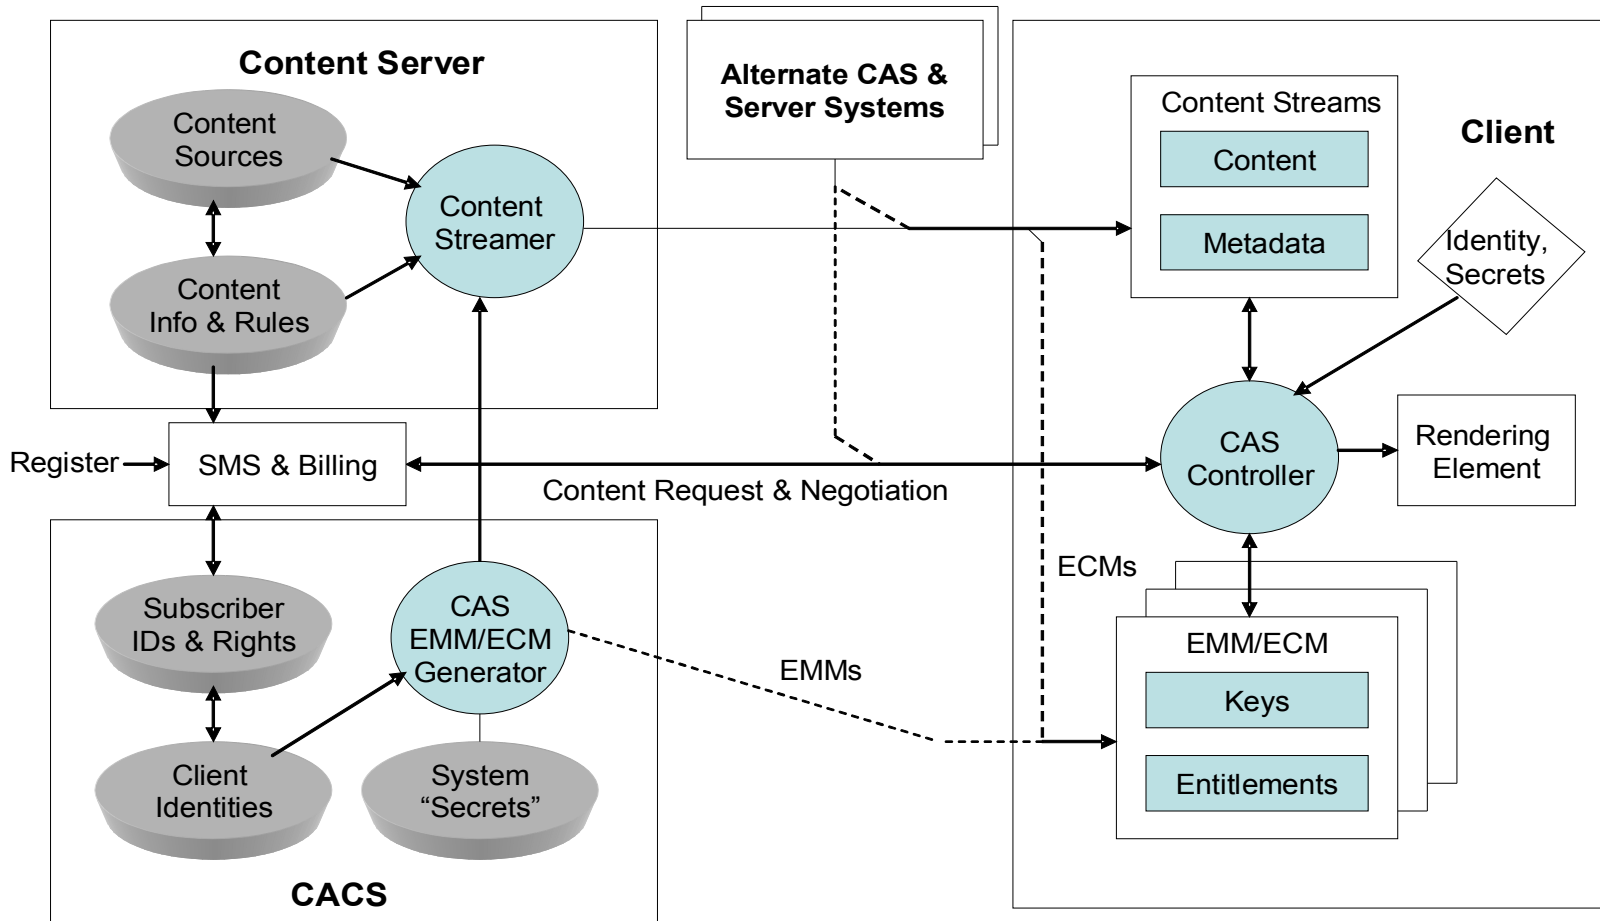 Content Server
Content
Sources
Content
Streamer
Content
Info & Rules
Alternate CAS &
Server Systems
Client
Content Streams
Content
Metadata
Identity,
Secrets
Register
SMS & Billing
Content Request & Negotiation
CAS
Controller
Rendering
Element
Subscriber
IDs & Rights
CAS
EMM/ECM
Generator
Client
Identities
System
“Secrets”
CACS
EMMs
ECMs
EMM/ECM
Keys
Entitlements